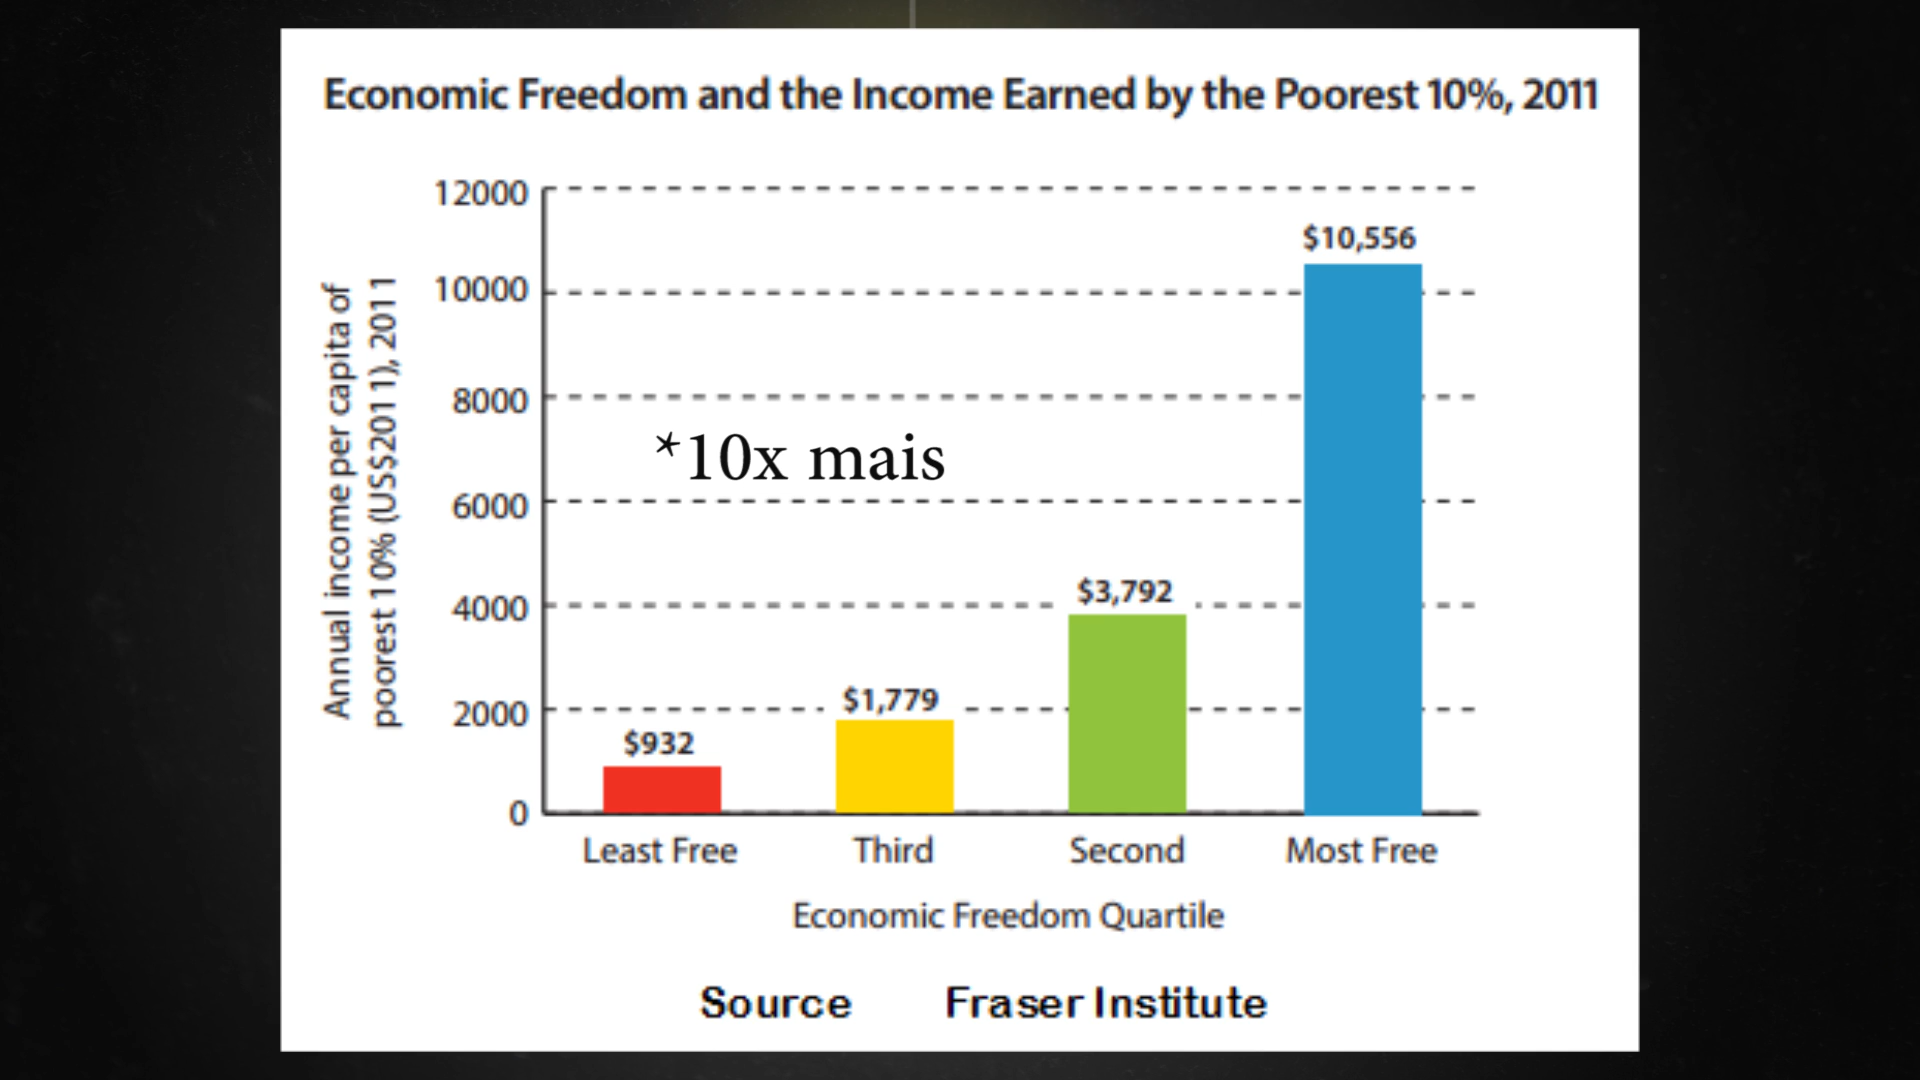 Economic Freedom and the Income Earned by the Poorest 10%, 2011
Annual income per capita of
poorest 10% (US$2011), 2011
12000
10000
8000
6000
4000
2000
0
*10x mais
$932
$1,779
$3,792
$10,556
Least Free Third Second Most Free
Economic Freedom Quartile
Source Fraser Institute